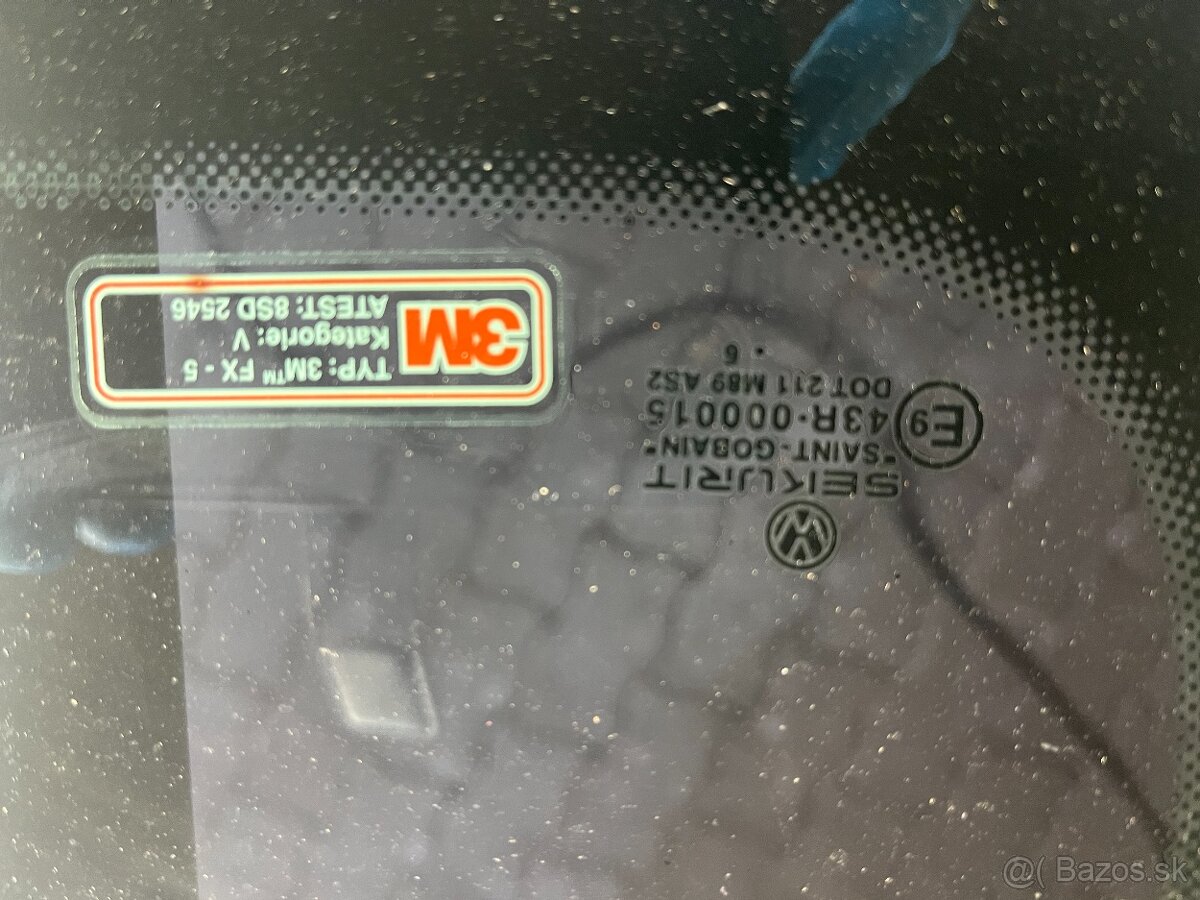 3M
TYP: 3M™ FX - 5
Kategorie: V
ATEST: 8SD 2546
SEKURIT
"SAINT-GOBAIN"
E9 43R-000015
DOT 211 M89 AS2
. 6
@( Bazos.sk